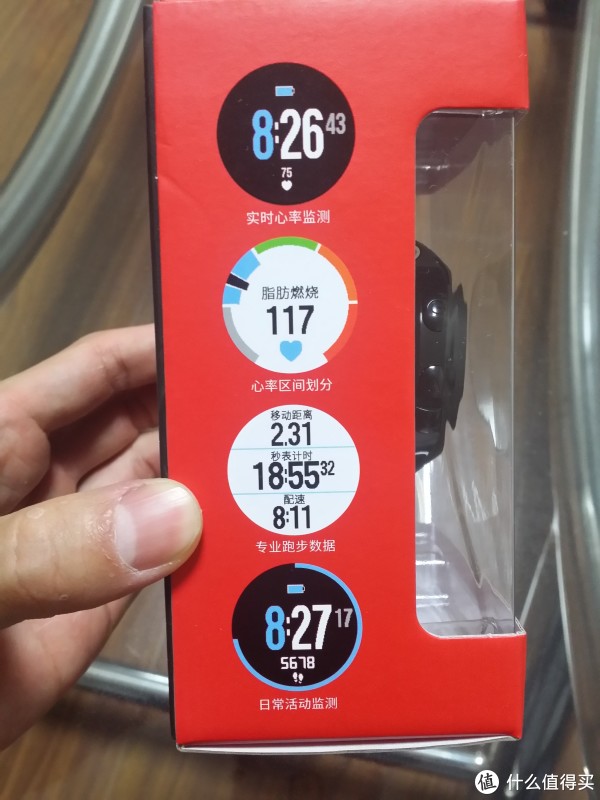 8:26 43
75
实时心率监测
脂肪燃烧
117
心率区间划分
移动距离
2.31
秒表计时
18:55 32
配速
8:11
专业跑步数据
8:27 17
5678
日常活动监测
值 什么值得买